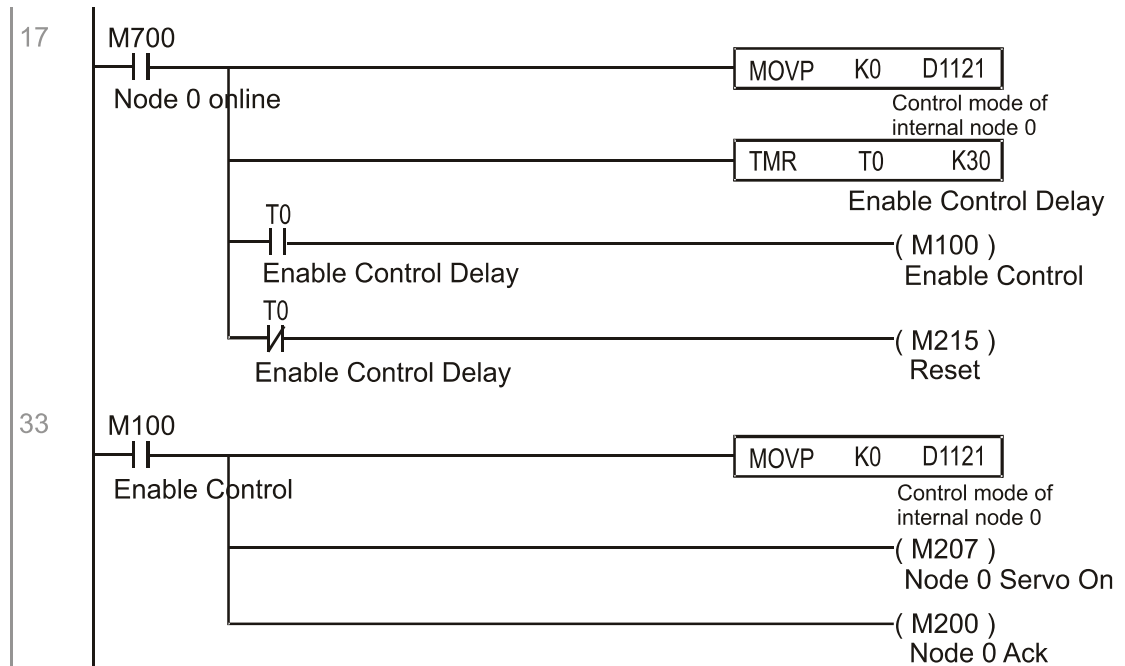 17
M700
MOVP K0 D1121
Node 0 online
Control mode of
internal node 0
TMR T0 K30
Enable Control Delay
T0
( M100 )
Enable Control Delay
Enable Control
T0
( M215 )
Enable Control Delay
Reset
33
M100
MOVP K0 D1121
Enable Control
Control mode of
internal node 0
( M207 )
Node 0 Servo On
( M200 )
Node 0 Ack